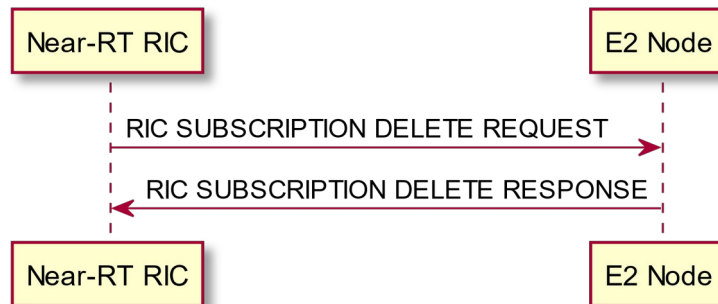 Near-RT RIC
E2 Node
RIC SUBSCRIPTION DELETE REQUEST
RIC SUBSCRIPTION DELETE RESPONSE
Near-RT RIC
E2 Node